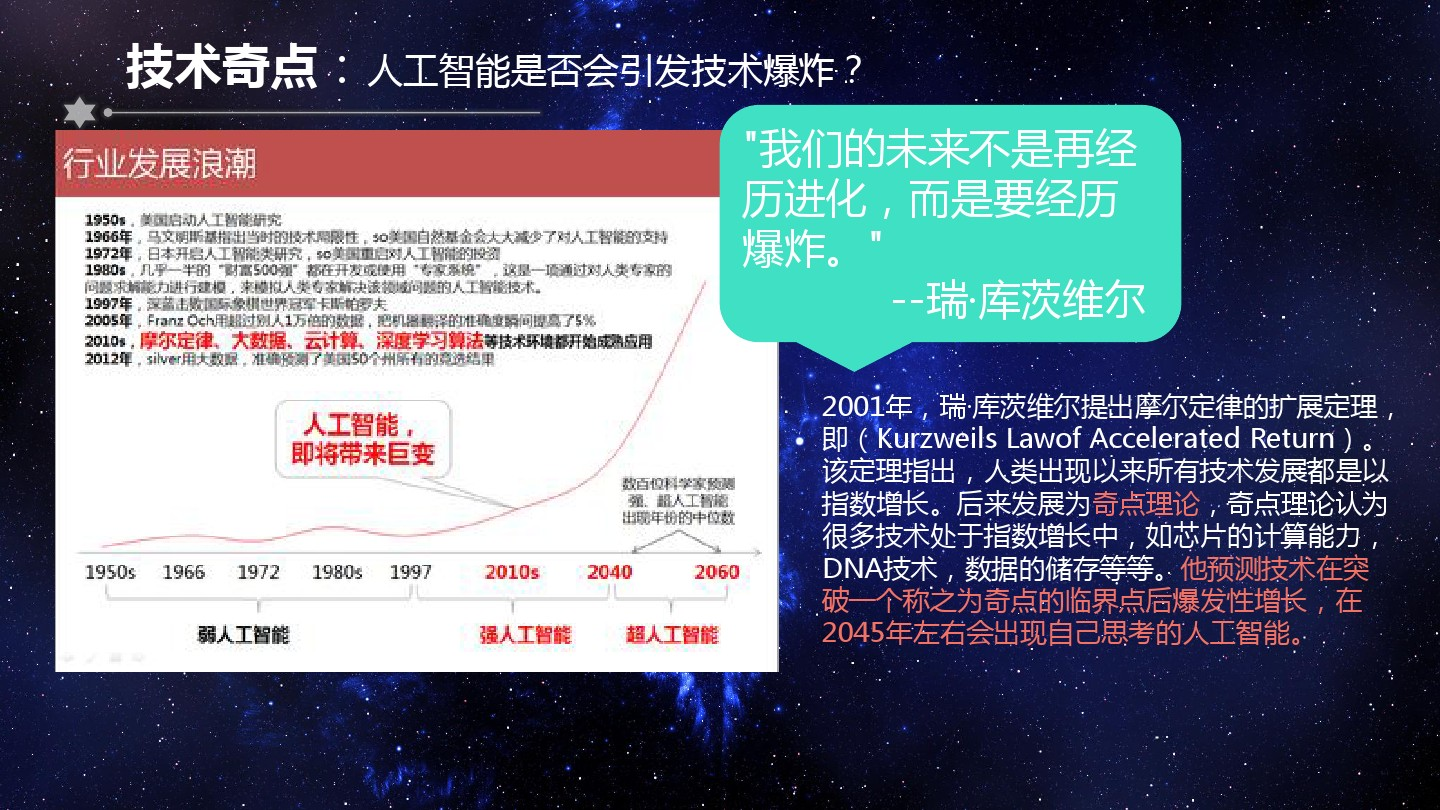 技术奇点：人工智能是否会引发技术爆炸？
行业发展浪潮
1950s，美国启动人工智能研究
1966年，马文明斯基指出当时的技术局限性，so美国自然基金会大大减少了对人工智能的支持
1972年，日本开启人工智能类研究，so美国重启对人工智能的投资
1980s，几乎一半的“财富500强”都在开发或使用“专家系统”，这是一项通过对人类专家的
问题求解能力进行建模，来模拟人类专家解决该领域问题的人工智能技术。
1997年，深蓝击败国际象棋世界冠军卡斯帕罗夫
2005年，Franz Och用超过别人1万倍的数据，把机器翻译的准确度瞬间提高了5%
2010s，摩尔定律、大数据、云计算、深度学习算法等技术环境都开始成熟应用
2012年，silver用大数据，准确预测了美国50个州所有的竞选结果
人工智能，
即将带来巨变
数百位科学家预测
强、超人工智能
出现年份的中位数
1950s 1966 1972 1980s 1997 2010s 2040 2060
弱人工智能 强人工智能 超人工智能
"我们的未来不是再经
历进化，而是要经历
爆炸。"
--瑞·库茨维尔
2001年，瑞·库茨维尔提出摩尔定律的扩展定理，
即（Kurzweils Lawof Accelerated Return）。
该定理指出，人类出现以来所有技术发展都是以
指数增长。后来发展为奇点理论，奇点理论认为
很多技术处于指数增长中，如芯片的计算能力，
DNA技术，数据的储存等等。他预测技术在突
破一个称之为奇点的临界点后爆发性增长，在
2045年左右会出现自己思考的人工智能。